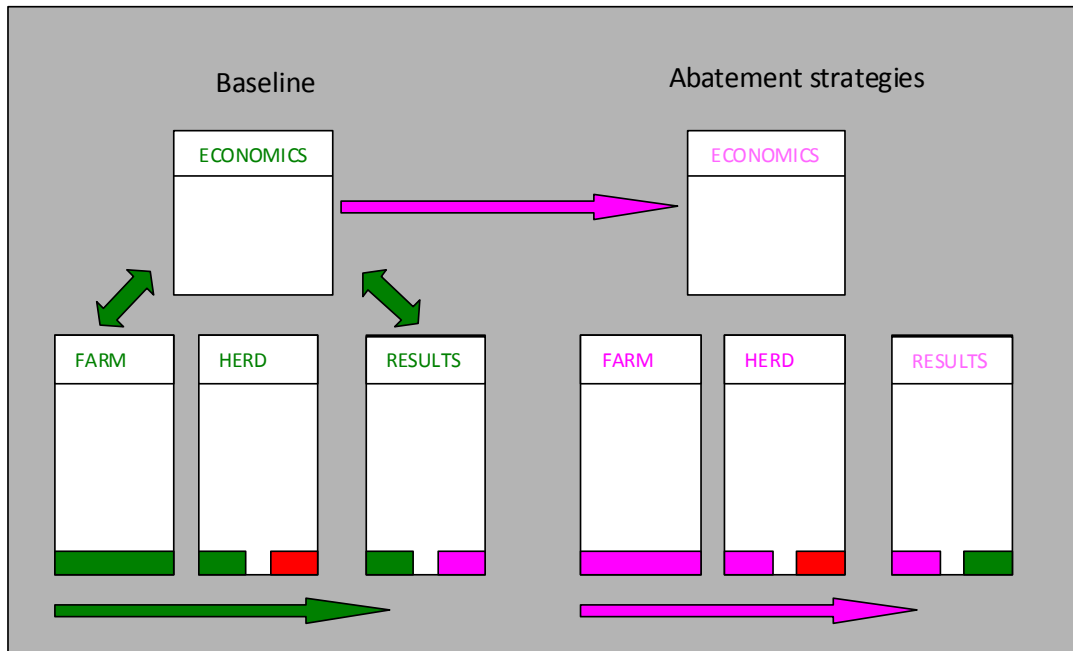 Baseline
Abatement strategies
ECONOMICS
ECONOMICS
FARM
HERD
RESULTS
FARM
HERD
RESULTS